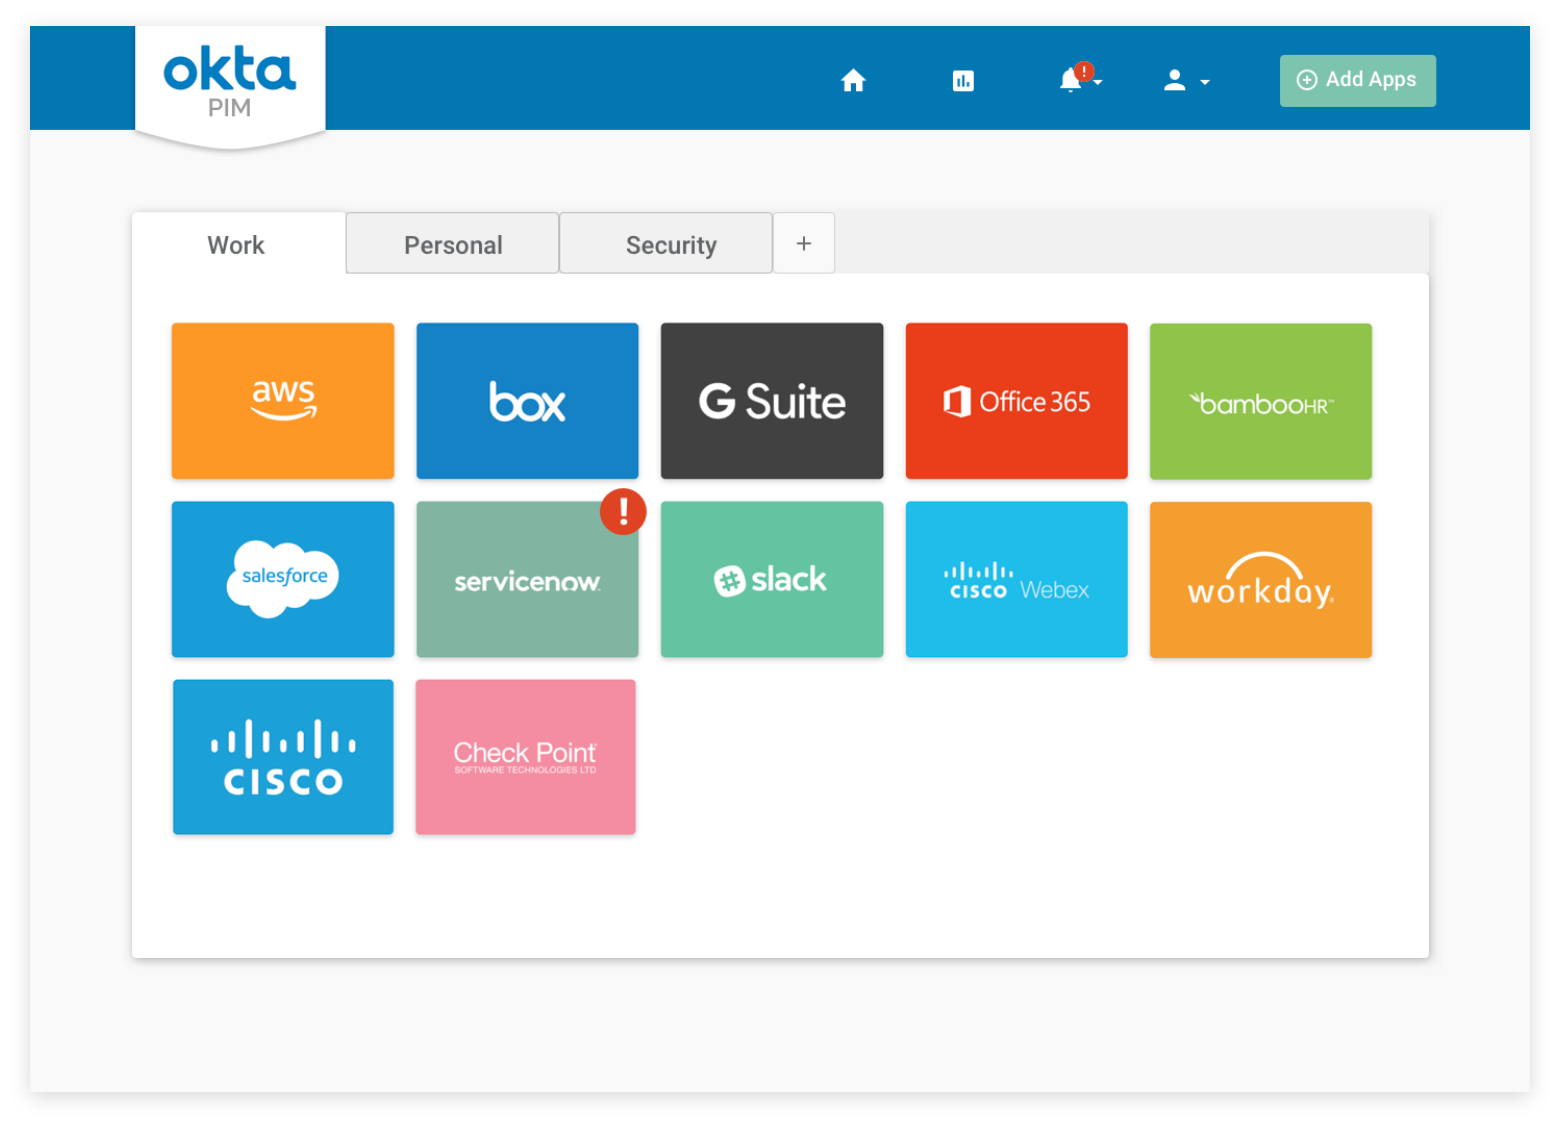 okta
PIM
!
Add Apps
Work
Personal
Security
+
aws
box
G Suite
Office 365
bambooHR™
salesforce
!
servicenow.
slack
cisco Webex
workday®
cisco
Check Point
SOFTWARE TECHNOLOGIES LTD